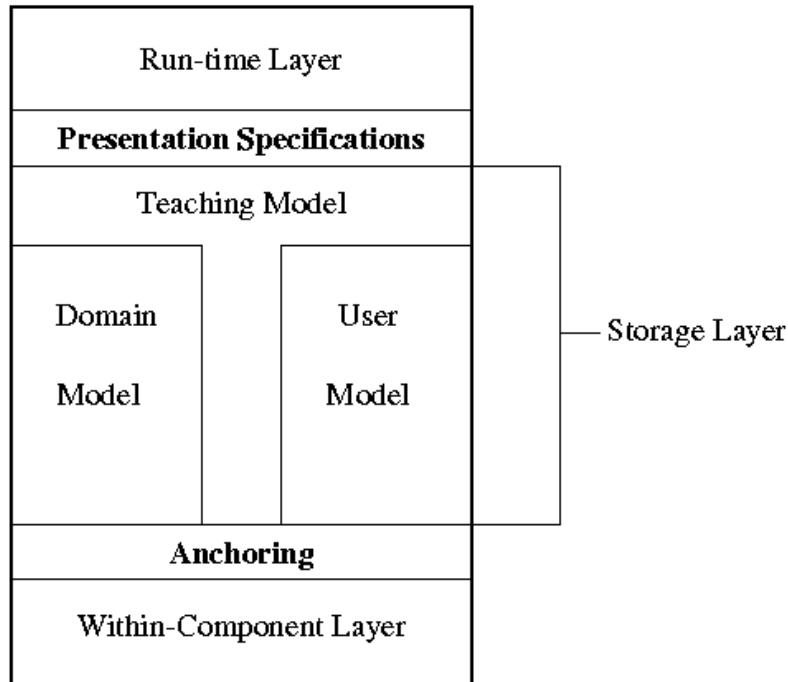 Run-time Layer
Presentation Specifications
Teaching Model
Domain
Model
User
Model
Storage Layer
Anchoring
Within-Component Layer